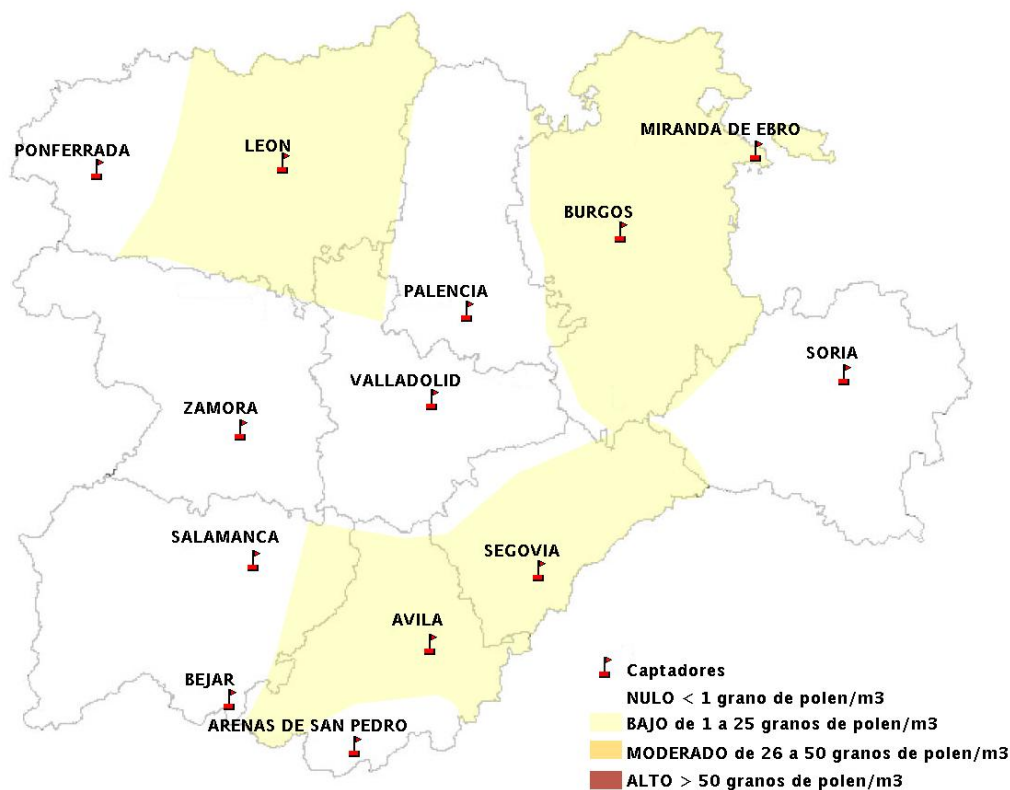 MIRANDA DE EBRO
PONFERRADA
LEON
BURGOS
PALENCIA
SORIA
VALLADOLID
ZAMORA
SALAMANCA
SEGOVIA
AVILA
BEJAR
ARENAS DE SAN PEDRO
Captadores
NULO < 1 grano de polen/m3
BAJO de 1 a 25 granos de polen/m3
MODERADO de 26 a 50 granos de polen/m3
ALTO > 50 granos de polen/m3